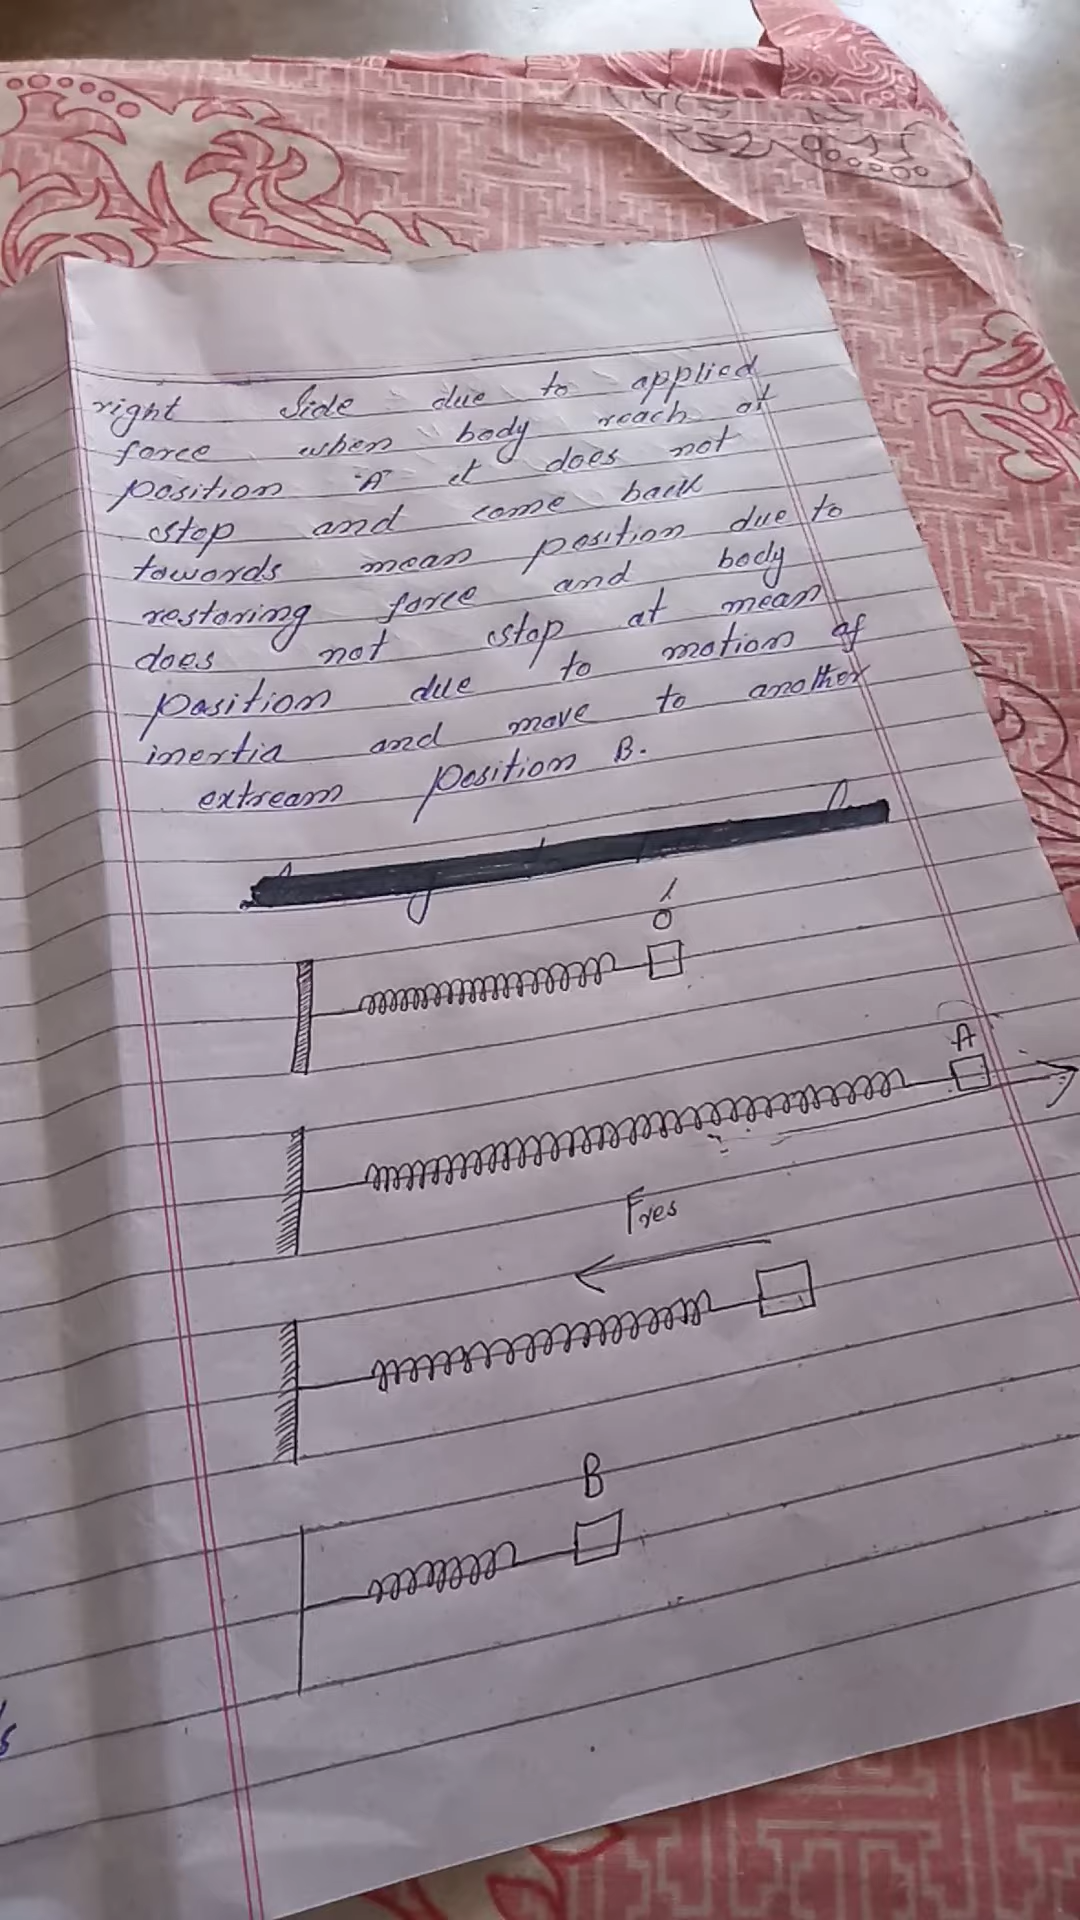 right side due to applied
force when body reach at
position "A" it does not
stop and come back
towards mean position due to
restoring force and body
does not stop at mean
position due to motion of
inertia and move to another
extream position B.
O
A
Fres
B